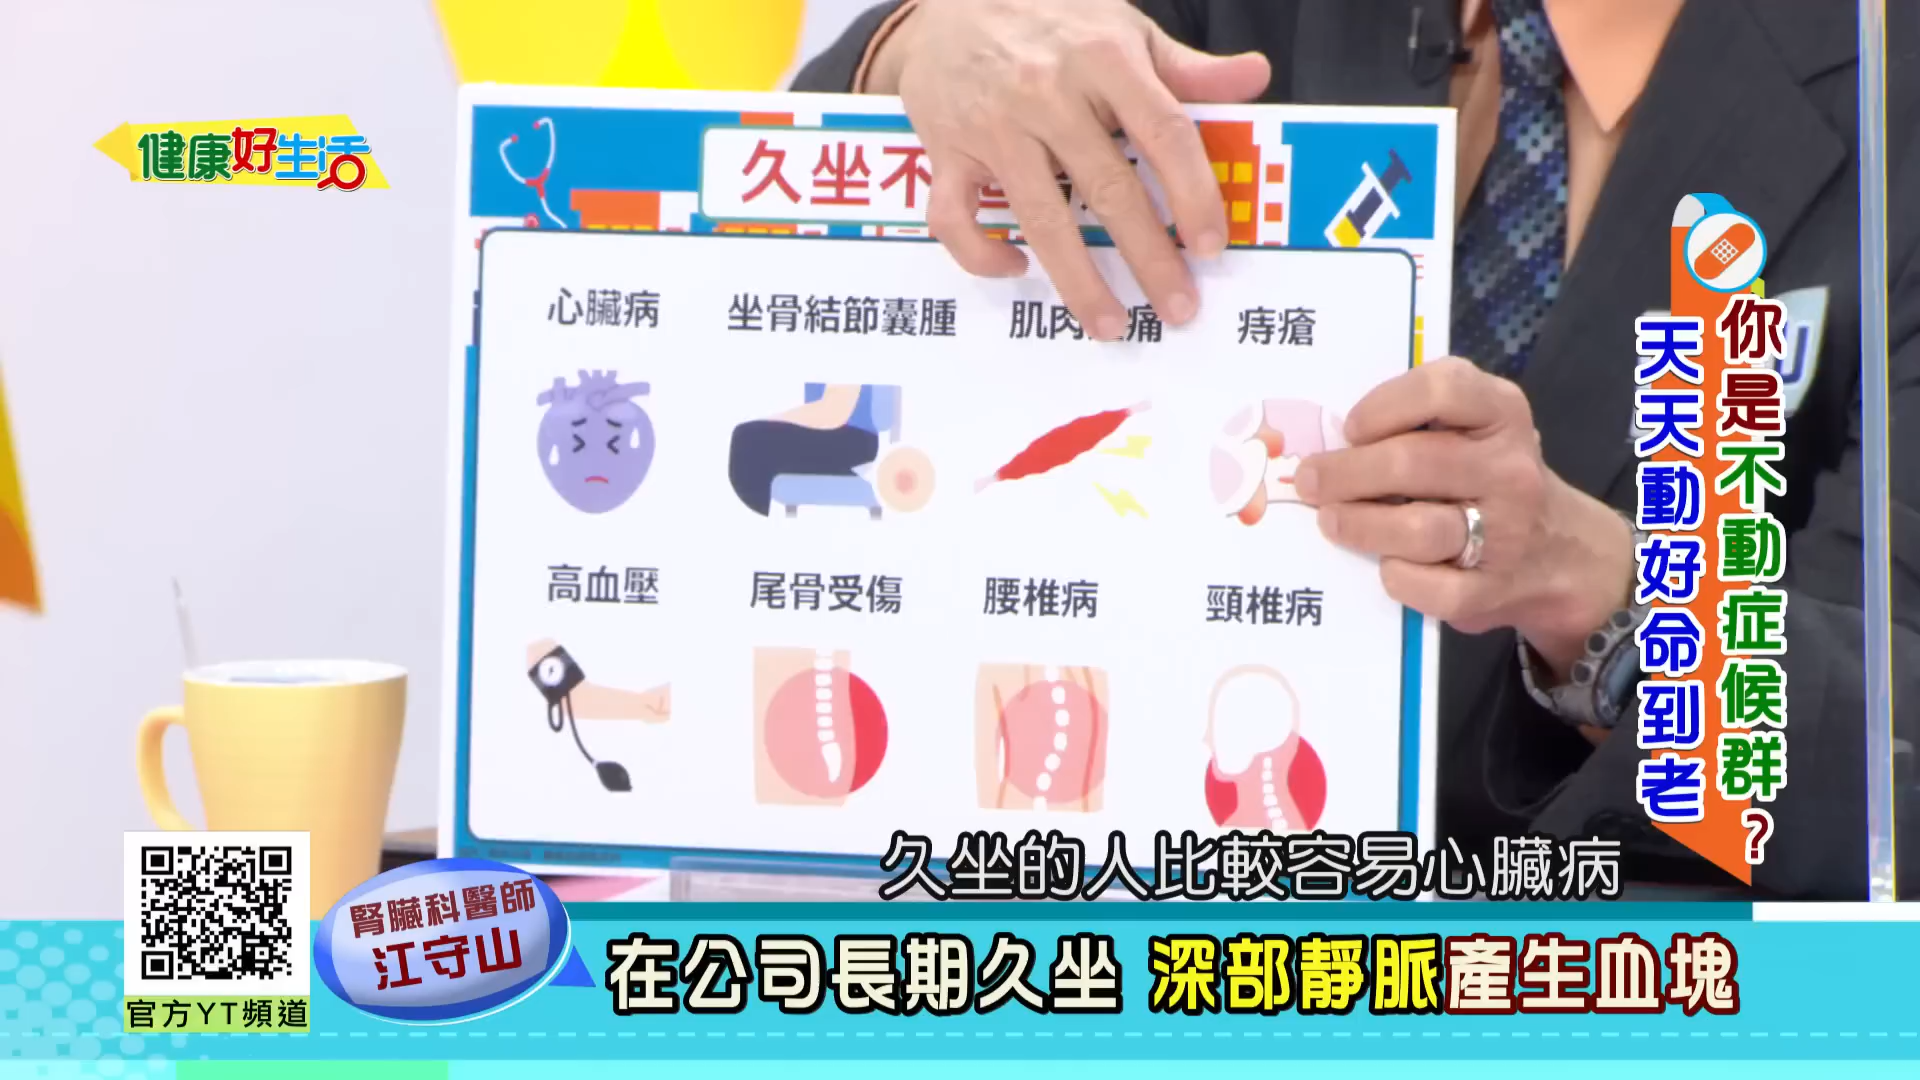 健康好生活
久坐不
心臟病
坐骨結節囊腫
肌肉 痛
痔瘡
高血壓
尾骨受傷
腰椎病
頸椎病
你是不動症候群?
天天動好命到老
久坐的人比較容易心臟病
腎臟科醫師
江守山
在公司長期久坐 深部靜脈產生血塊
官方YT頻道